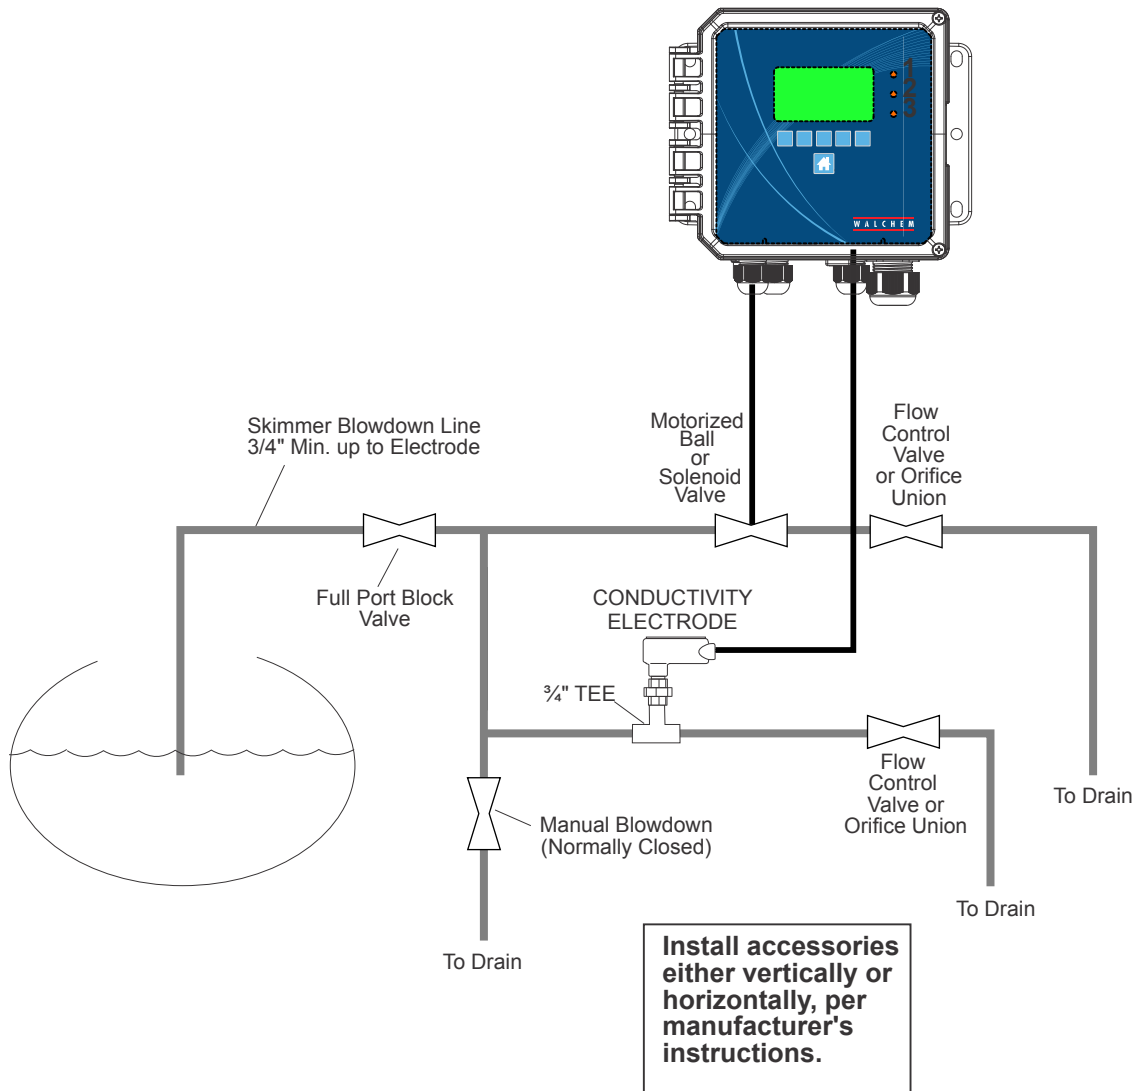 1
2
3
WALCHEM
Skimmer Blowdown Line
3/4" Min. up to Electrode
Motorized
Ball
or
Solenoid
Valve
Flow
Control
Valve
or Orifice
Union
Full Port Block
Valve
CONDUCTIVITY
ELECTRODE
¾" TEE
Flow
Control
Valve or
Orifice Union
To Drain
Manual Blowdown
(Normally Closed)
To Drain
To Drain
Install accessories
either vertically or
horizontally, per
manufacturer's
instructions.